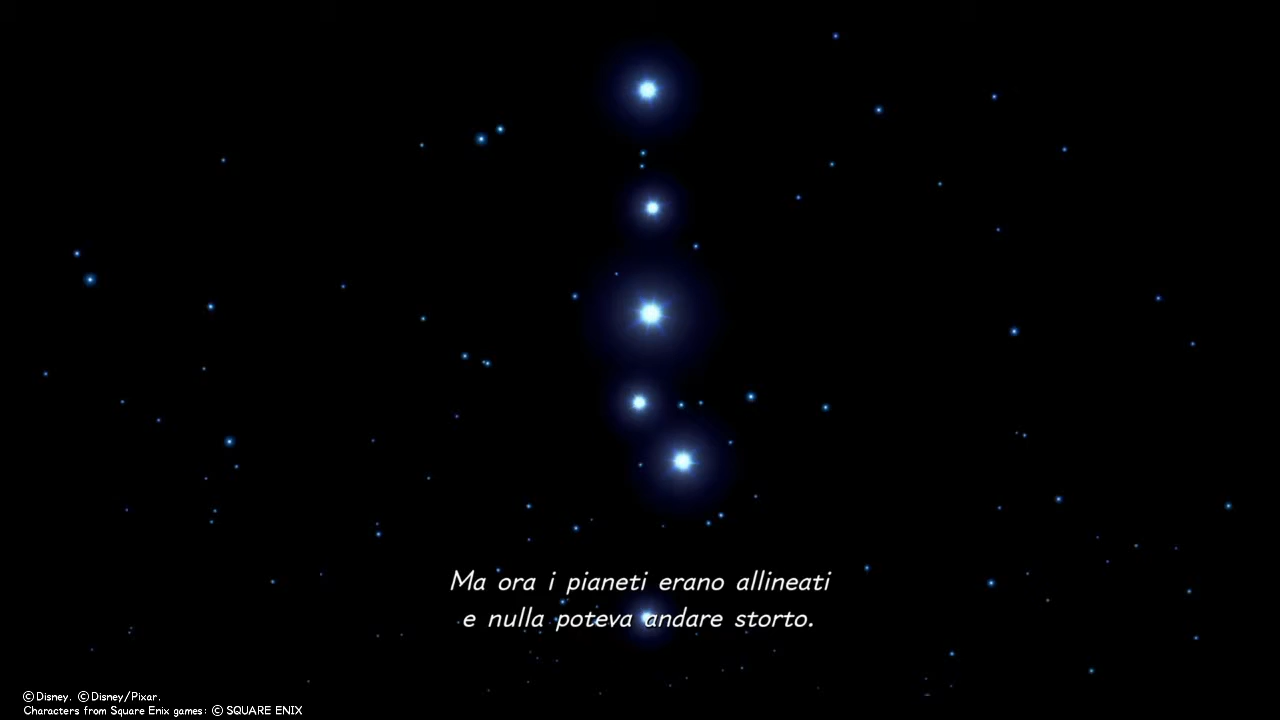 Ma ora i pianeti erano allineati
e nulla poteva andare storto.
©Disney. ©Disney/Pixar.
Characters from Square Enix games: © SQUARE ENIX